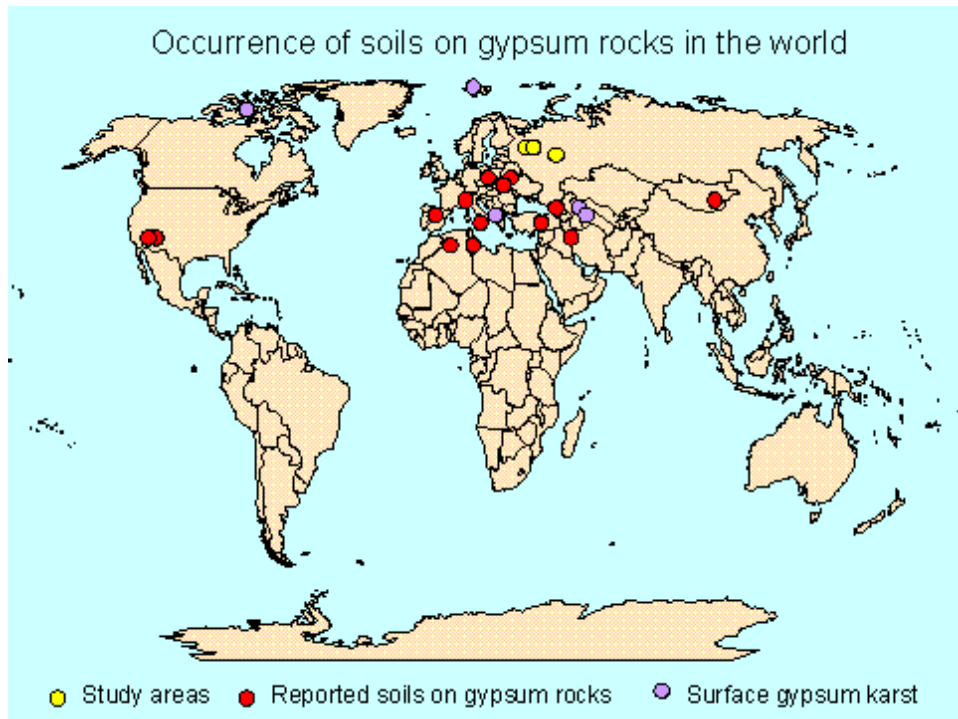 Occurrence of soils on gypsum rocks in the world
Study areas Reported soils on gypsum rocks Surface gypsum karst